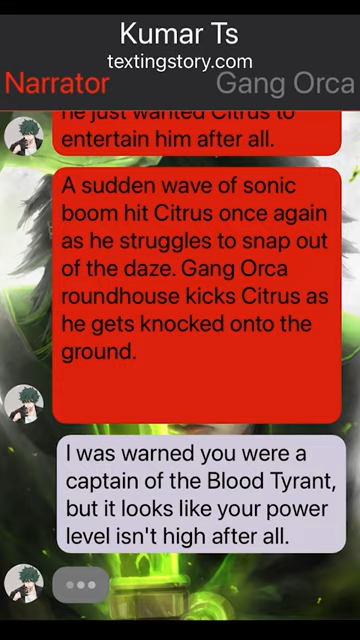 Kumar Ts
textingstory.com
Narrator Gang Orca
he just wanted Citrus to
entertain him after all.
A sudden wave of sonic
boom hit Citrus once again
as he struggles to snap out
of the daze. Gang Orca
roundhouse kicks Citrus as
he gets knocked onto the
ground.
I was warned you were a
captain of the Blood Tyrant,
but it looks like your power
level isn't high after all.